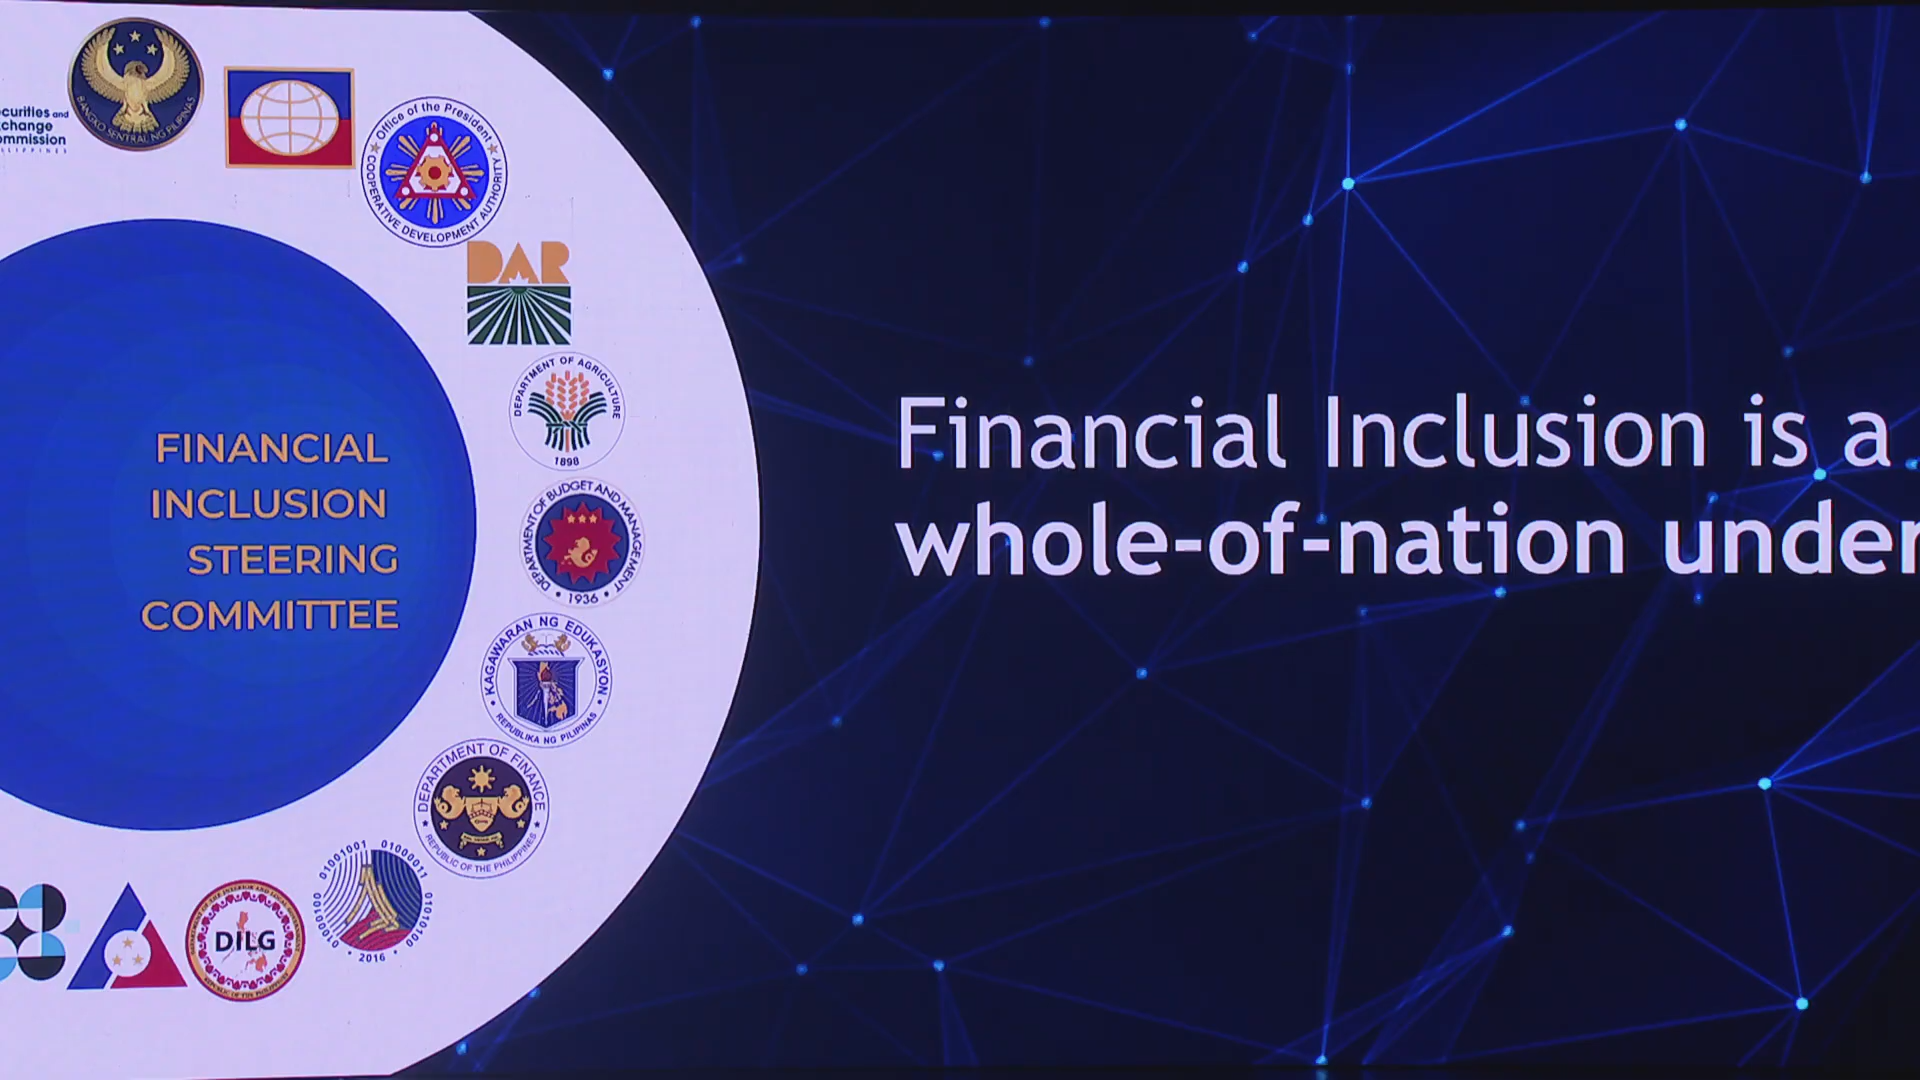 FINANCIAL
INCLUSION
STEERING
COMMITTEE
Financial Inclusion is a
whole-of-nation under
curities and
change
ommission
BANGKO SENTRAL NG PILIPINAS
Office of the President
COOPERATIVE DEVELOPMENT AUTHORITY
DAR
DEPARTMENT OF AGRICULTURE
1898
DEPARTMENT OF BUDGET AND MANAGEMENT
1936
KAGAWARAN NG EDUKASYON
REPUBLIKA NG PILIPINAS
DEPARTMENT OF FINANCE
REPUBLIC OF THE PHILIPPINES
01001001 01000011
01010100
2016
DILG